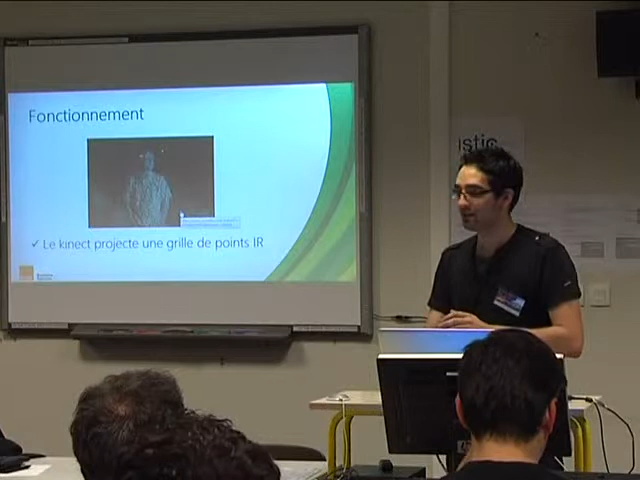 Fonctionnement
✓ Le kinect projecte une grille de points IR
istic